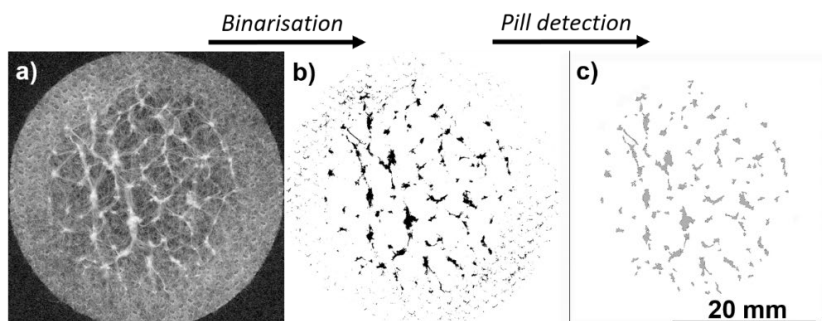 Binarisation
Pill detection
a)
b)
c)
20 mm